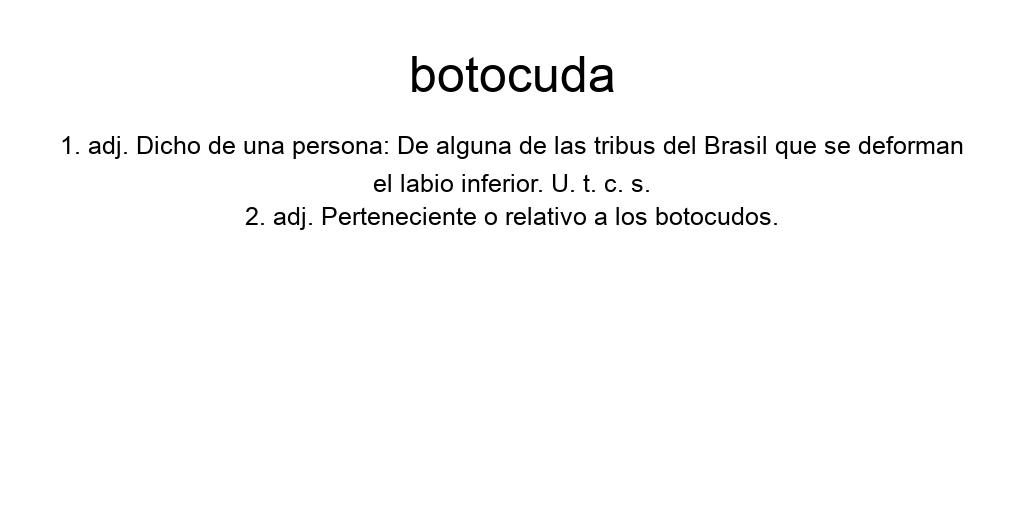 botocuda
1. adj. Dicho de una persona: De alguna de las tribus del Brasil que se deforman
el labio inferior. U. t. c. s.
2. adj. Perteneciente o relativo a los botocudos.